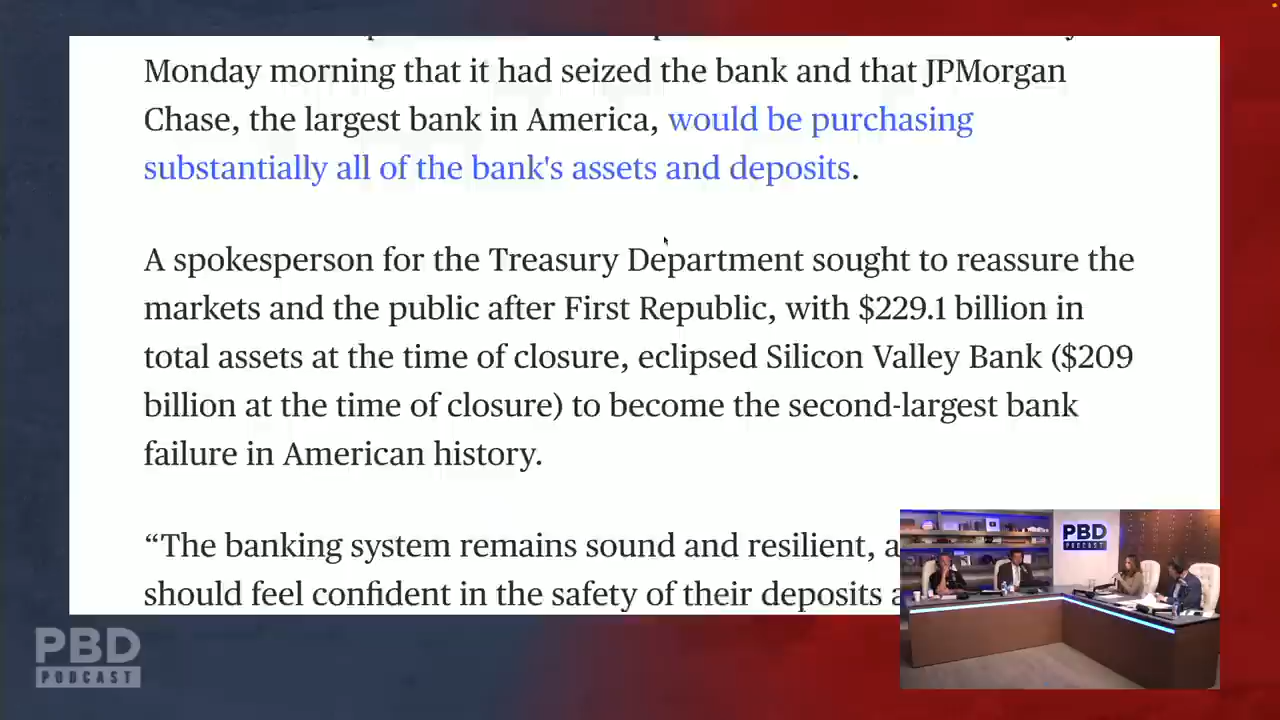 Monday morning that it had seized the bank and that JPMorgan
Chase, the largest bank in America, would be purchasing
substantially all of the bank's assets and deposits.
A spokesperson for the Treasury Department sought to reassure the
markets and the public after First Republic, with $229.1 billion in
total assets at the time of closure, eclipsed Silicon Valley Bank ($209
billion at the time of closure) to become the second-largest bank
failure in American history.
“The banking system remains sound and resilient, a
should feel confident in the safety of their deposits a
PBD
PODCAST
PBD
PODCAST